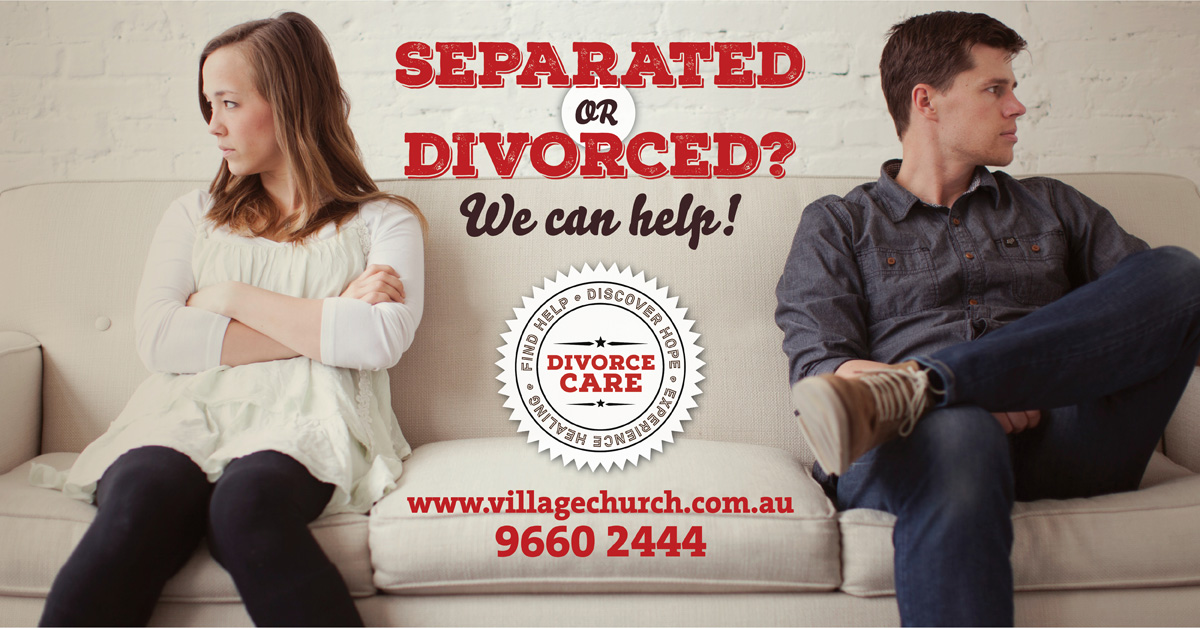 SEPARATED
OR
DIVORCED?
We can help!
FIND HELP • DISCOVER HOPE • EXPERIENCE HEALING •
DIVORCE
CARE
www.villagechurch.com.au
9660 2444